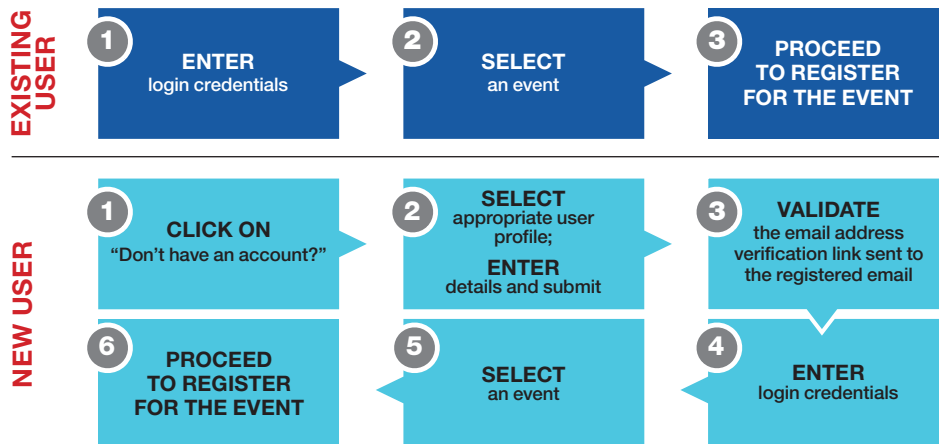 EXISTING
USER
1
ENTER
login credentials
2
SELECT
an event
3
PROCEED
TO REGISTER
FOR THE EVENT
NEW USER
1
CLICK ON
“Don’t have an account?”
2
SELECT
appropriate user
profile;
ENTER
details and submit
3
VALIDATE
the email address
verification link sent to
the registered email
4
ENTER
login credentials
5
SELECT
an event
6
PROCEED
TO REGISTER
FOR THE EVENT